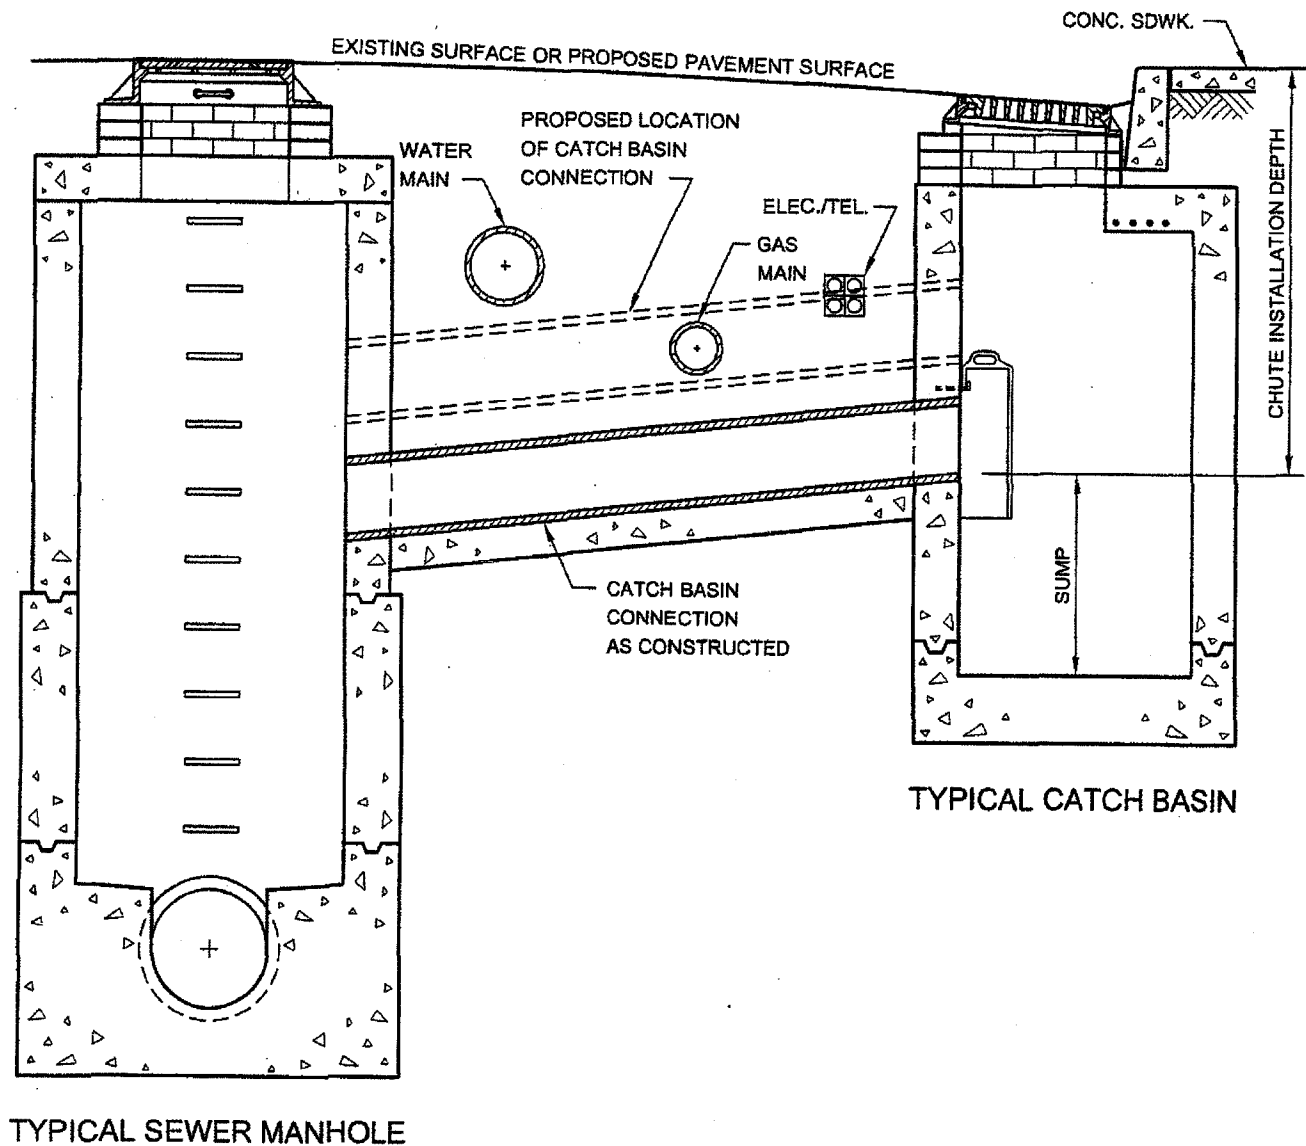 CONC. SDWK.
EXISTING SURFACE OR PROPOSED PAVEMENT SURFACE
PROPOSED LOCATION
OF CATCH BASIN
CONNECTION
WATER
MAIN
ELEC./TEL.
GAS
MAIN
CHUTE INSTALLATION DEPTH
SUMP
CATCH BASIN
CONNECTION
AS CONSTRUCTED
TYPICAL CATCH BASIN
TYPICAL SEWER MANHOLE